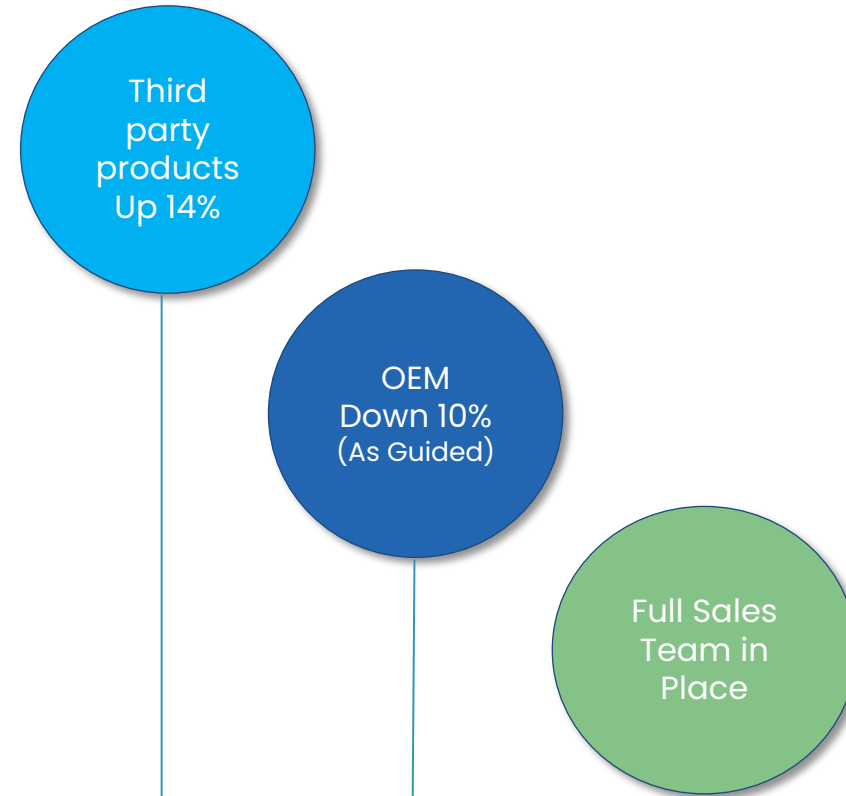 Third
party
products
Up 14%
OEM
Down 10%
(As Guided)
Full Sales
Team in
Place